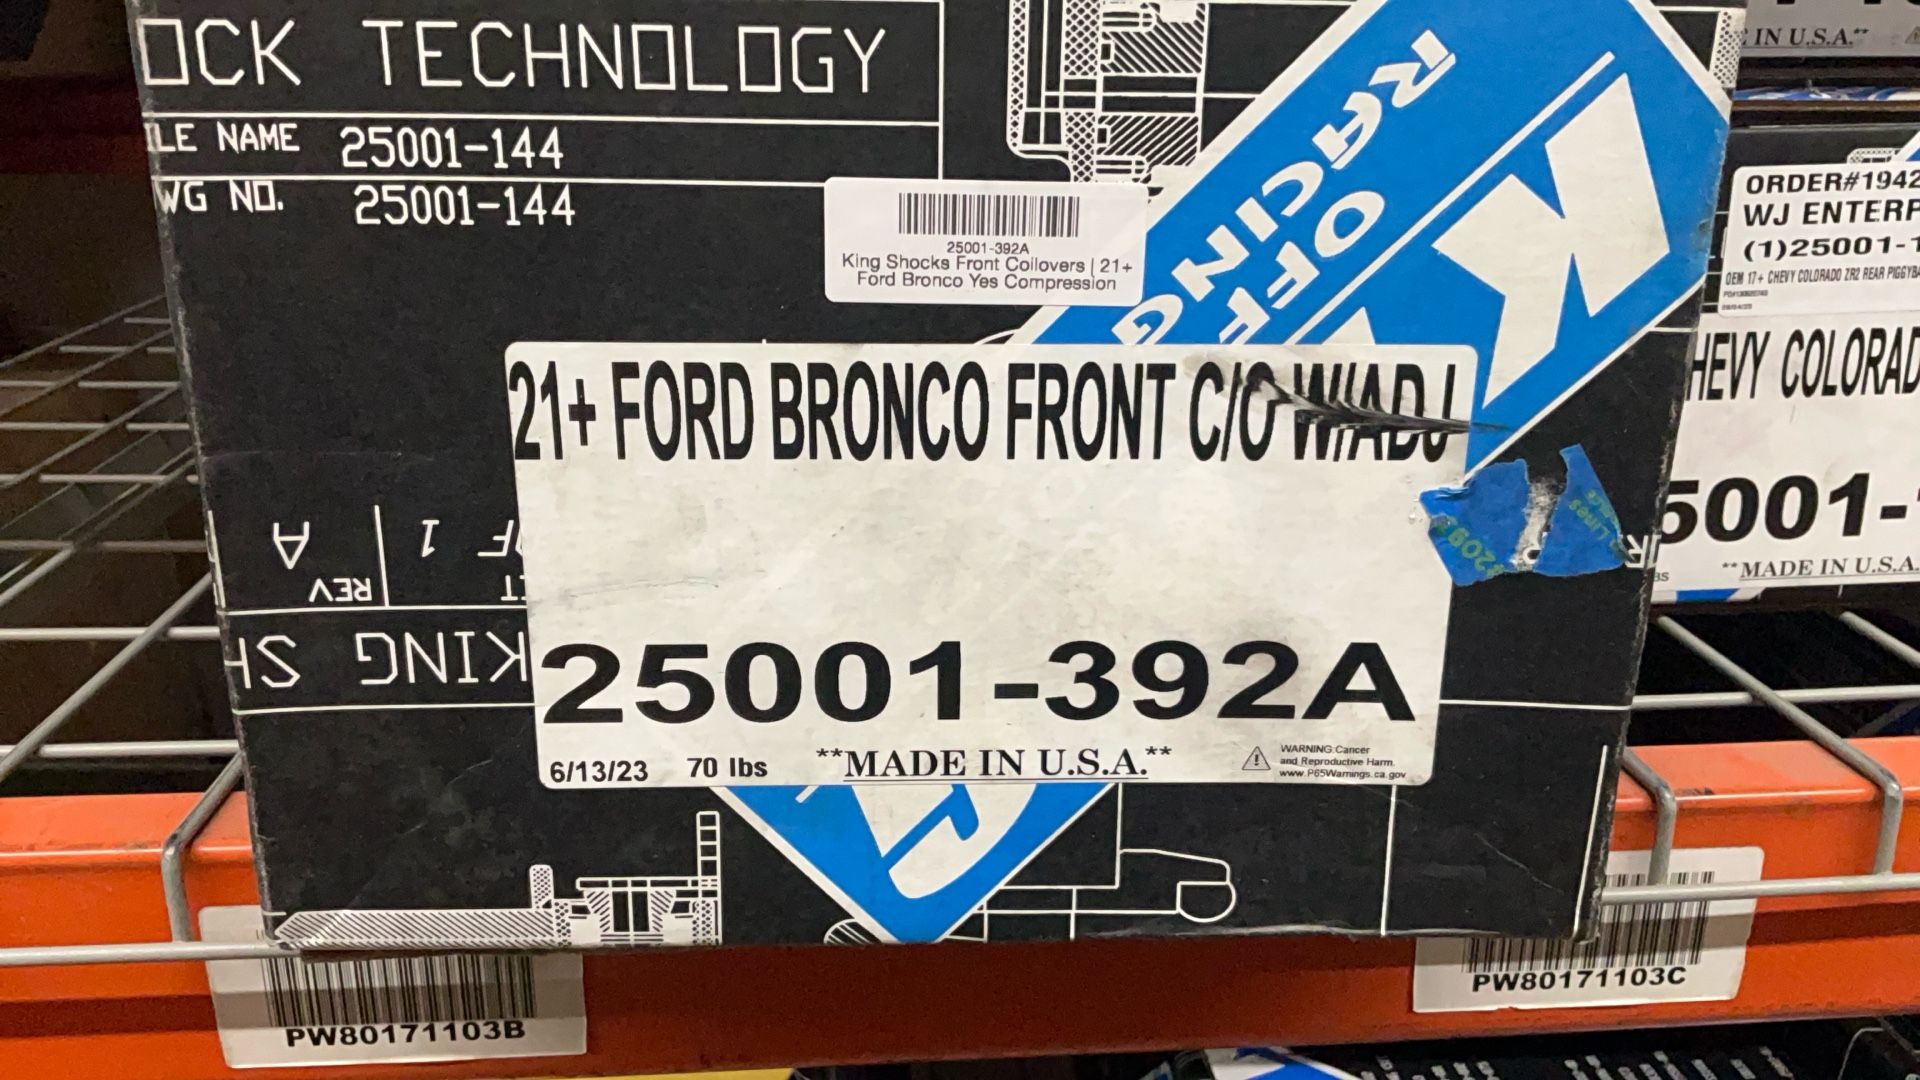 OCK TECHNOLOGY
NAME 25001-144
NO. 25001-144
25001-392A
King Shocks Front Coilovers | 21+
Ford Bronco Yes Compression
RACING
21+ FORD BRONCO FRONT C/O W/ADJ
25001-392A
6/13/23 70 lbs **MADE IN U.S.A.**
WARNING:Cancer
and Reproductive Harm.
www.P65Warnings.ca.gov
REV A
1
KING
IN U.S.A.**
ORDER#1942
WJ ENTERP
(1)25001-1
OEM 17+ CHEVY COLORADO ZR2 REAR PIGGYBA
HEVY COLORAD
5001-
**MADE IN U.S.A.
PW80171103B
PW80171103C